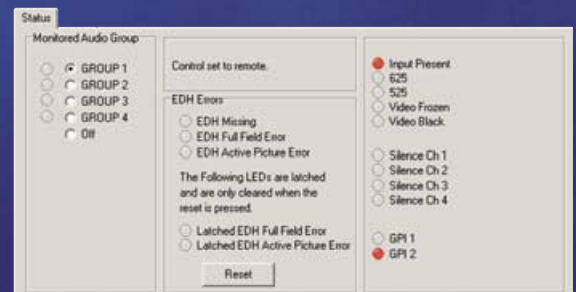 Status
Monitored Audio Group
GROUP 1
GROUP 2
GROUP 3
GROUP 4
Off
Control set to remote.
EDH Errors
EDH Missing
EDH Full Field Error
EDH Active Picture Error
The Following LEDs are latched
and are only cleared when the
reset is pressed.
Latched EDH Full Field Error
Latched EDH Active Picture Error
Reset
Input Present
625
525
Video Frozen
Video Black
Silence Ch 1
Silence Ch 2
Silence Ch 3
Silence Ch 4
GPI 1
GPI 2